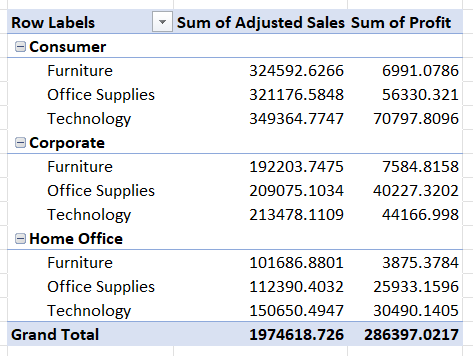 Row Labels Sum of Adjusted Sales Sum of Profit
Consumer
Furniture 324592.6266 6991.0786
Office Supplies 321176.5848 56330.321
Technology 349364.7747 70797.8096
Corporate
Furniture 192203.7475 7584.8158
Office Supplies 209075.1034 40227.3202
Technology 213478.1109 44166.998
Home Office
Furniture 101686.8801 3875.3784
Office Supplies 112390.4032 25933.1596
Technology 150650.4947 30490.1405
Grand Total 1974618.726 286397.0217